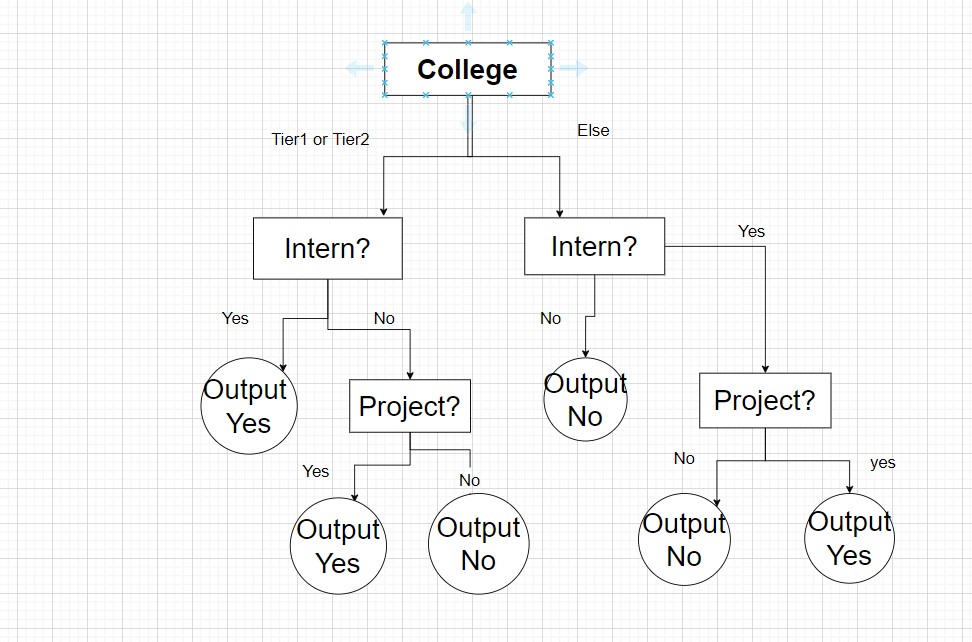 College
Tier1 or Tier2
Else
Intern?
Intern?
Yes
Yes
No
No
Output
Yes
Project?
Output
No
Project?
Yes
No
No
yes
Output
Yes
Output
No
Output
No
Output
Yes